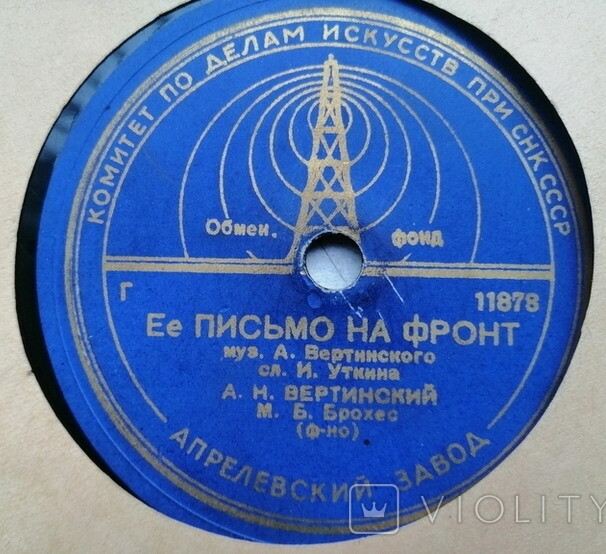 КОМИТЕТ ПО ДЕЛАМ ИСКУССТВ ПРИ СНК СССР
Обмен. фонд
Г 11878
Ее ПИСЬМО НА ФРОНТ
муз. А. Вертинского
сл. И. Уткина
А. Н. ВЕРТИНСКИЙ
М. Б. Брохес
(ф-но)
АПРЕЛЕВСКИЙ ЗАВОД
VIOLITY